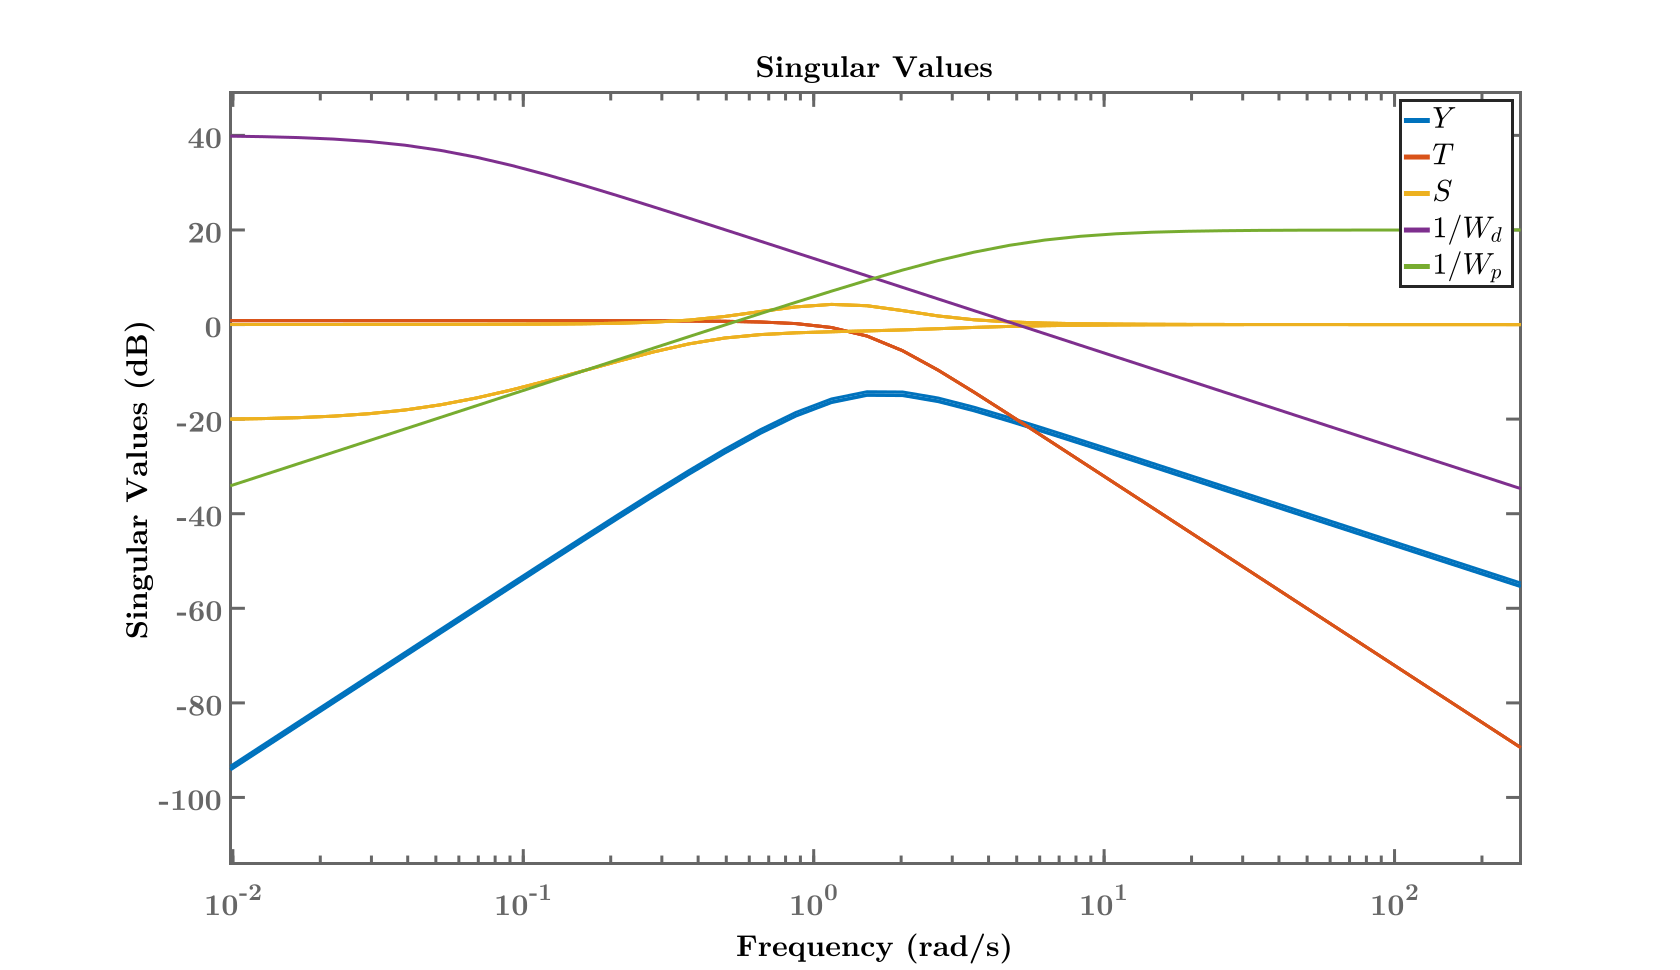 Singular Values
Y
T
S
1/W_d
1/W_p
40
20
0
-20
-40
-60
-80
-100
Singular Values (dB)
10^-2 10^-1 10^0 10^1 10^2
Frequency (rad/s)